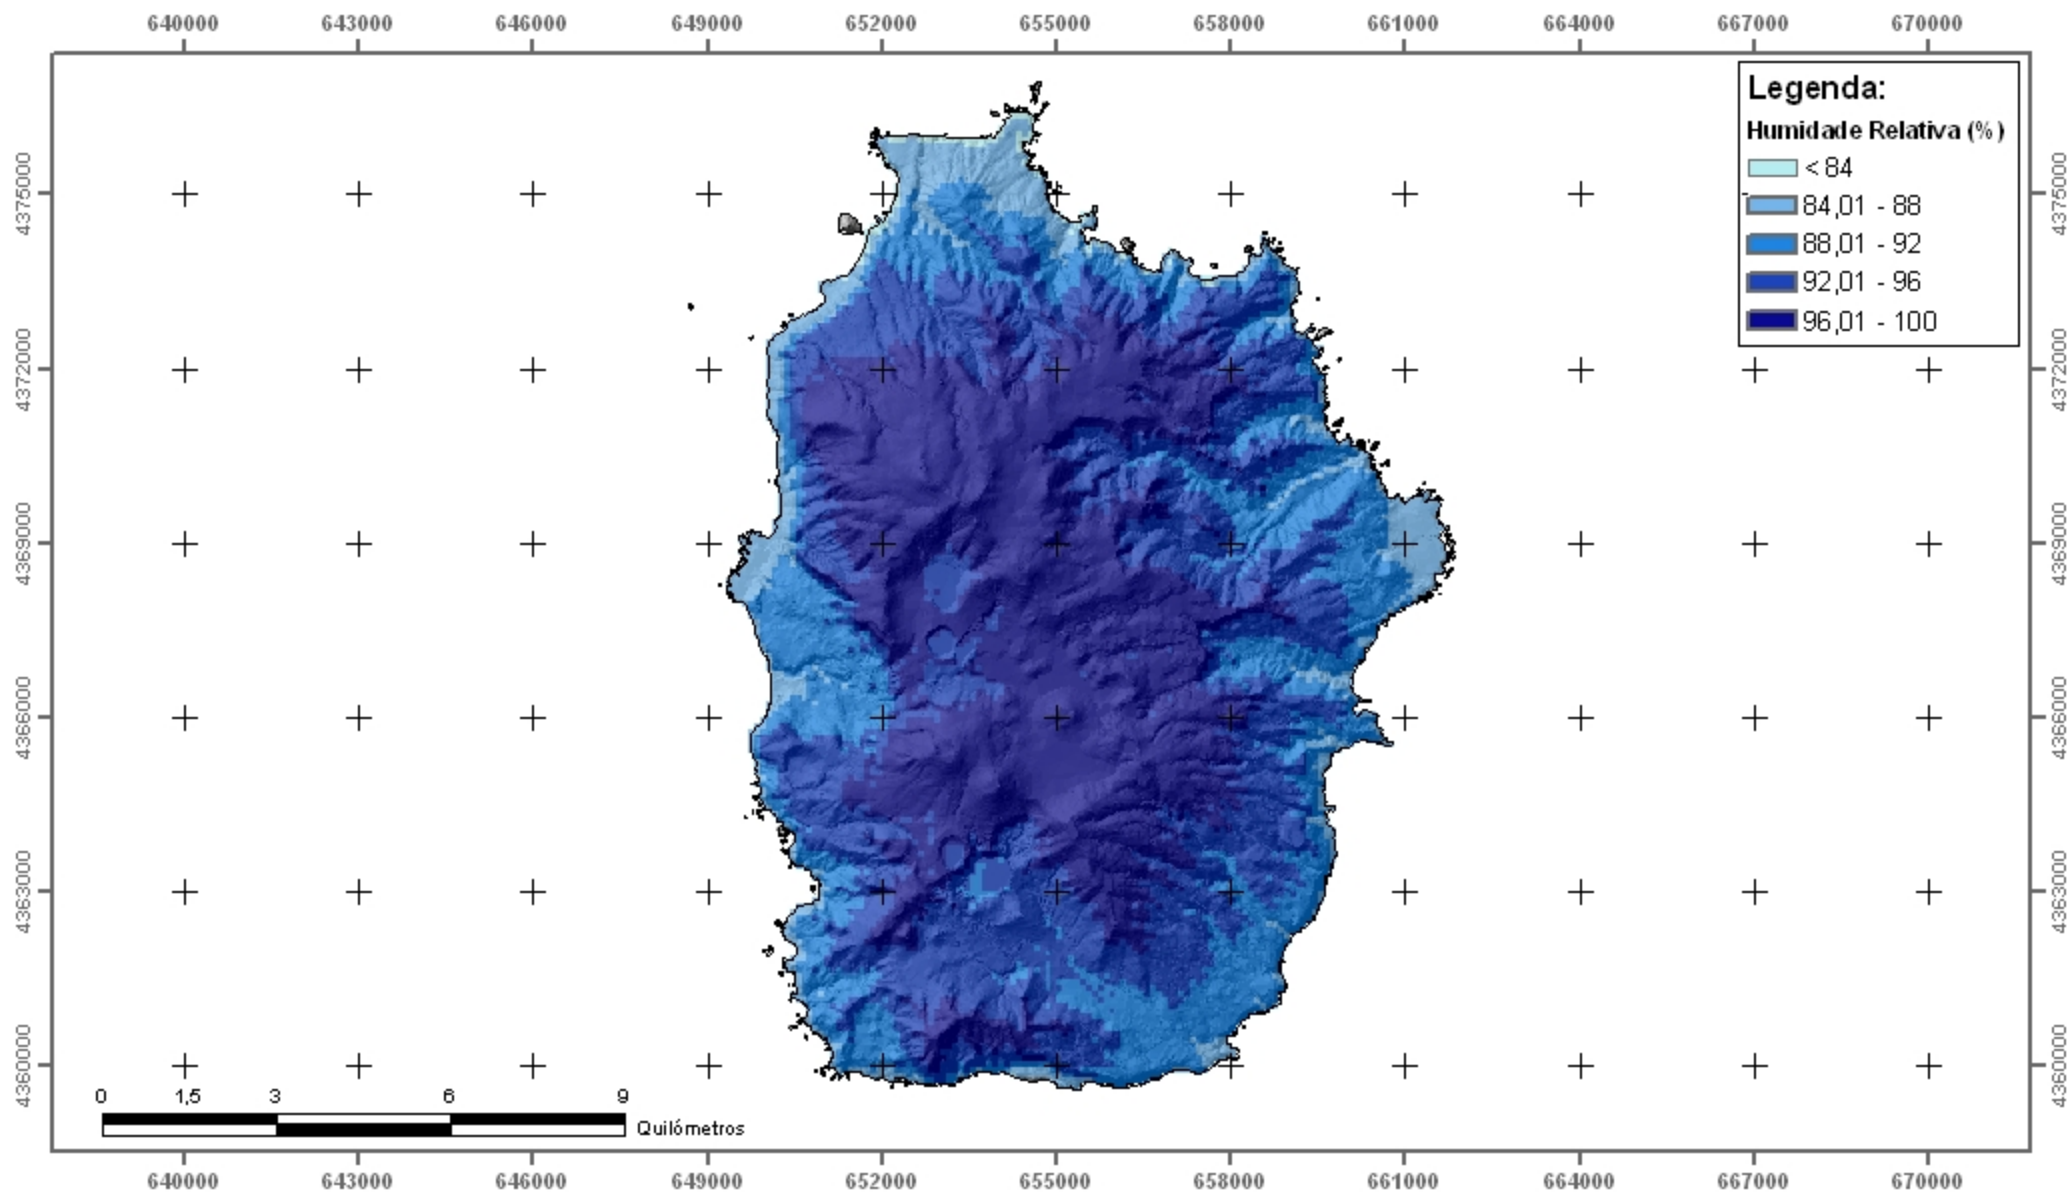 640000 643000 646000 649000 652000 655000 658000 661000 664000 667000 670000
Legenda:
Humidade Relativa (%)
< 84
84,01 - 88
88,01 - 92
92,01 - 96
96,01 - 100
4375000 4375000
4372000 4372000
4369000 4369000
4366000 4366000
4363000 4363000
4360000 4360000
0 1,5 3 6 9
Quilómetros
640000 643000 646000 649000 652000 655000 658000 661000 664000 667000 670000